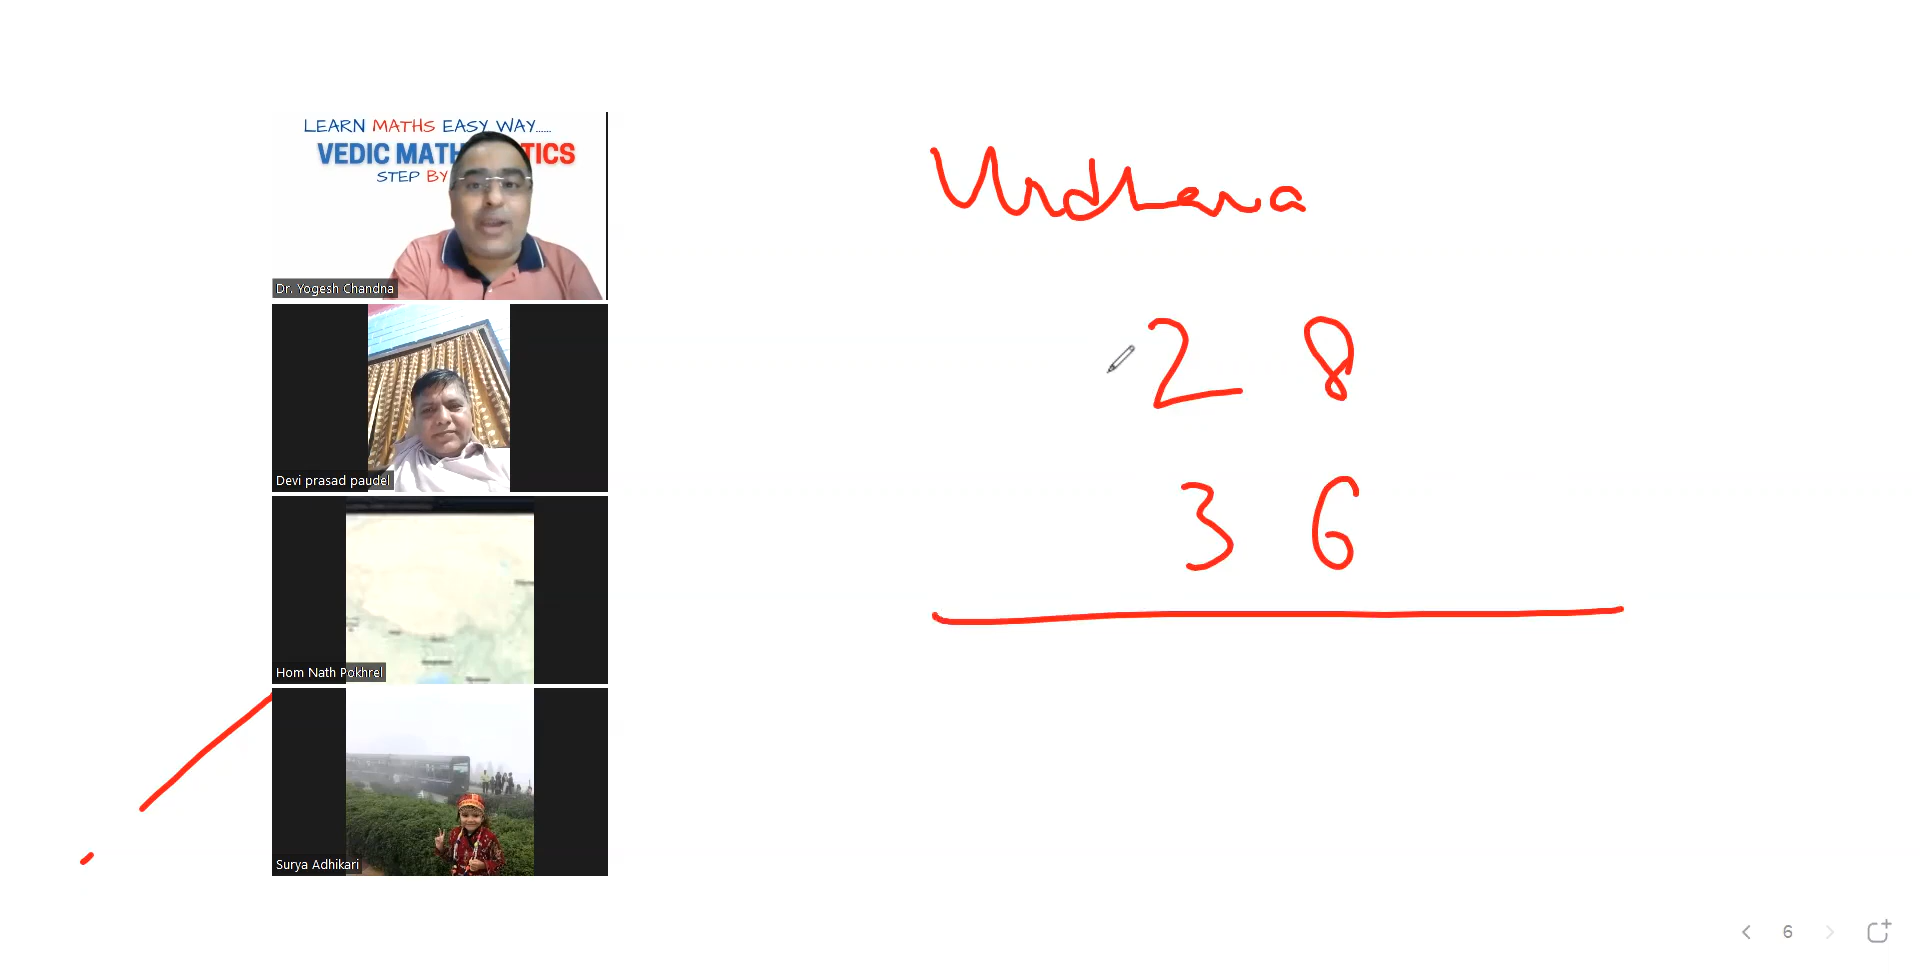 LEARN MATHS EASY WAY......
VEDIC MATH TICS
STEP BY
Dr. Yogesh Chandna
Devi prasad paudel
Hom Nath Pokhrel
Surya Adhikari
Urdhava
2 8
3 6
6